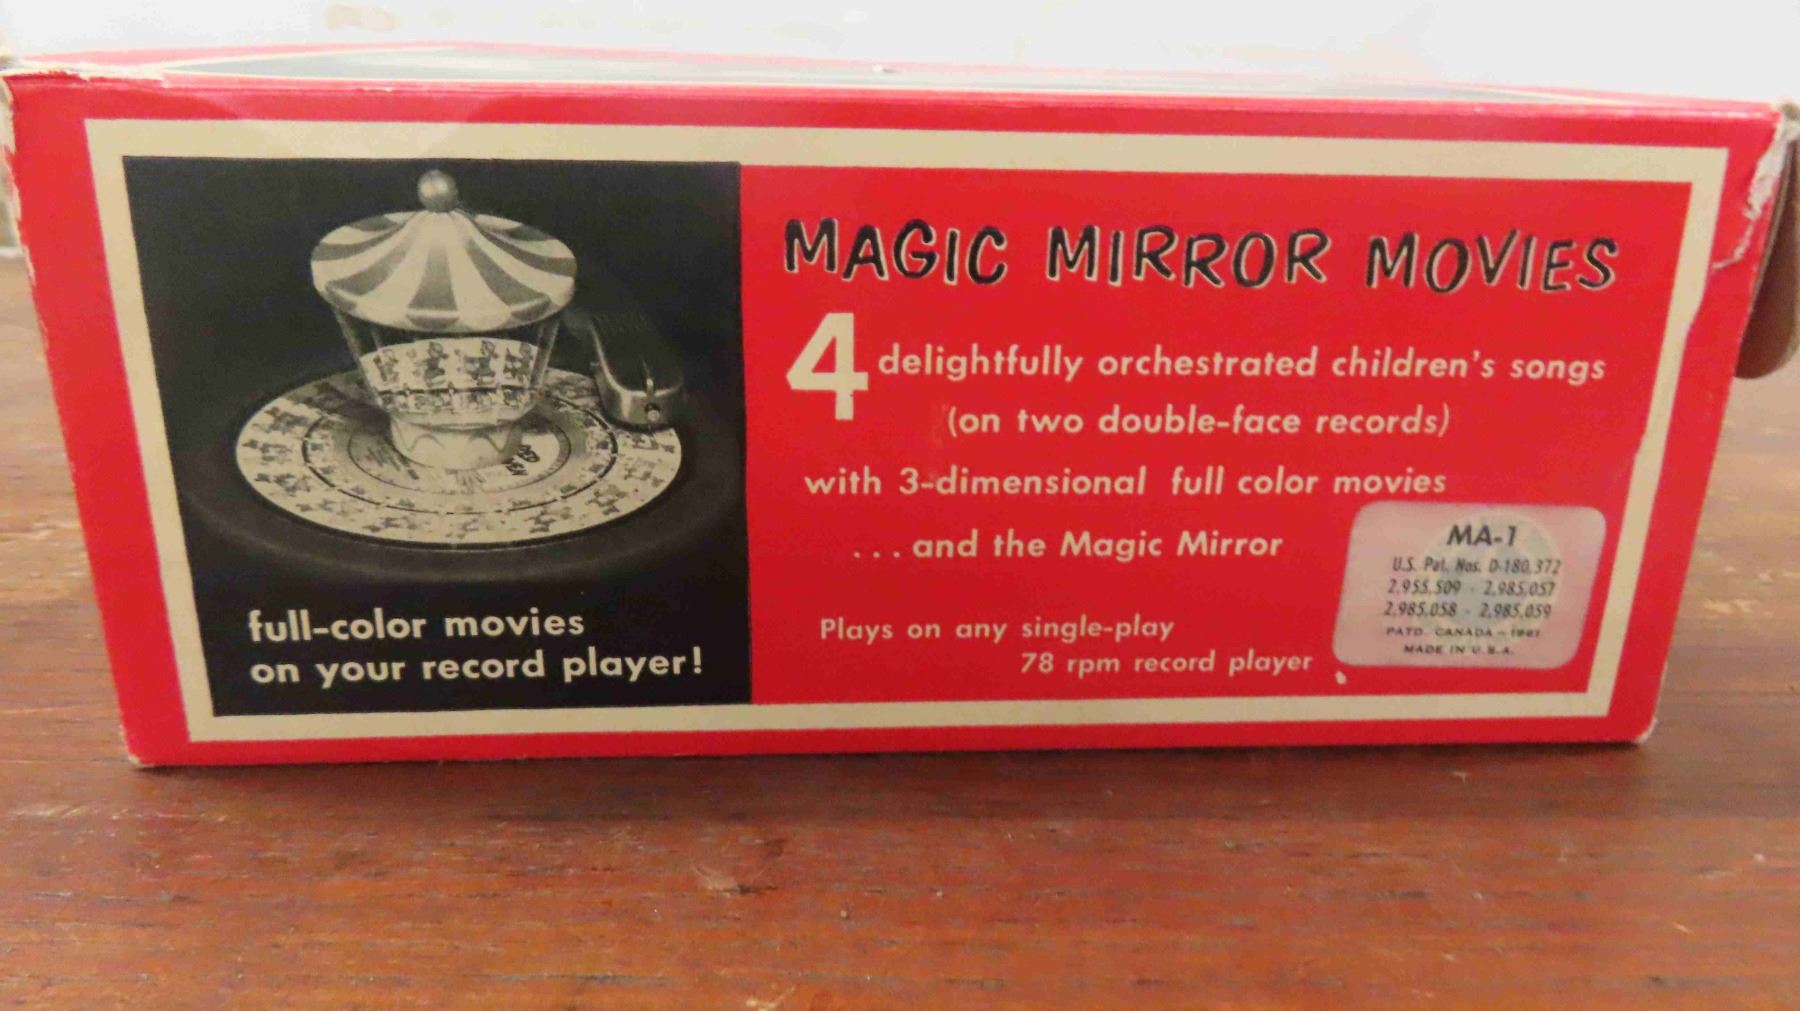 MAGIC MIRROR MOVIES
4 delightfully orchestrated children's songs
(on two double-face records)
with 3-dimensional full color movies
...and the Magic Mirror
Plays on any single-play
78 rpm record player
full-color movies
on your record player!
MA-1
U.S. Pat. Nos. D-180,372
2,955,509 - 2,985,057
2,985,058 - 2,985,059
PATD. CANADA - 1961
MADE IN U.S.A.